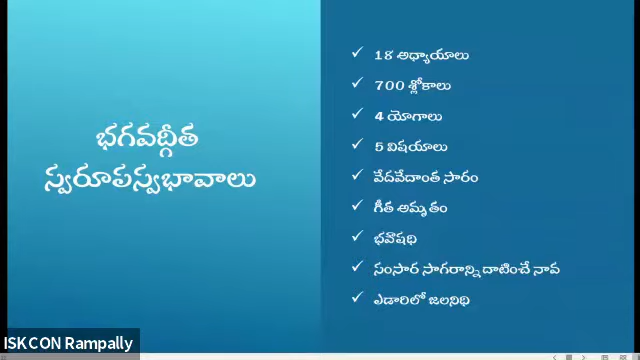 భగవద్గీత
స్వరూపస్వభావాలు
18 అధ్యాయాలు
700 శ్లోకాలు
4 యోగాలు
5 విషయాలు
వేదవేదాంత సారం
గీత అమృతం
భవౌషధి
సంసార సాగరాన్ని దాటించే నావ
ఎడారిలో జలనిధి
ISKCON Rampally